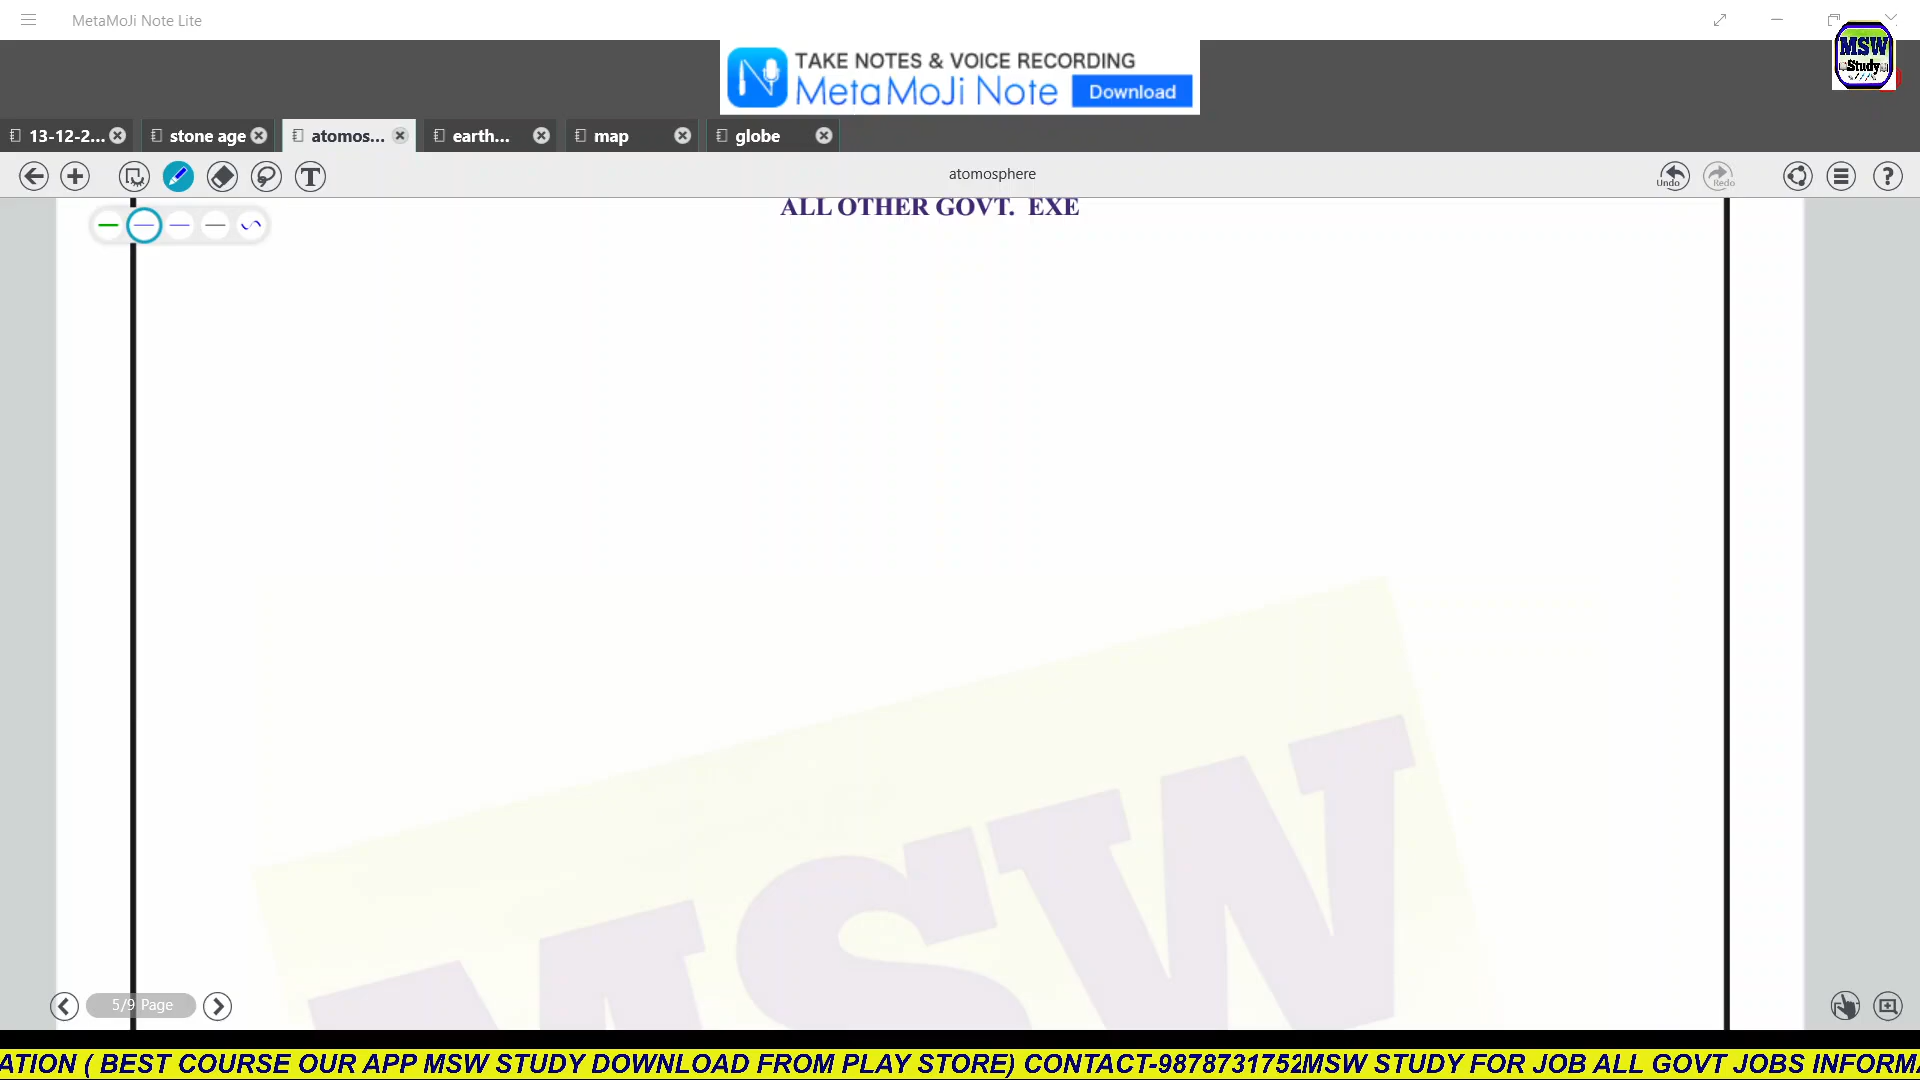 MetaMoJi Note Lite
MSW
Study
TAKE NOTES & VOICE RECORDING
MetaMoJi Note Download
13-12-2... stone age atomos... earth... map globe
atomosphere
Undo Redo
ALL OTHER GOVT. EXE
MSW
5/9 Page
ATION ( BEST COURSE OUR APP MSW STUDY DOWNLOAD FROM PLAY STORE) CONTACT-9878731752MSW STUDY FOR JOB ALL GOVT JOBS INFORMA